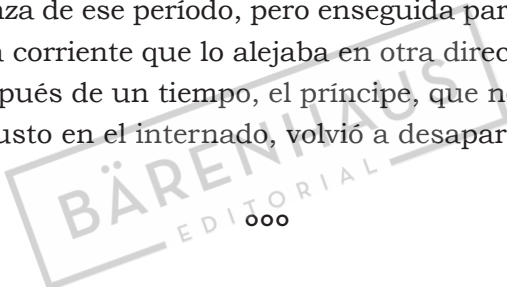 nza de ese período, pero enseguida par
corriente que lo alejaba en otra direc
pués de un tiempo, el príncipe, que n
usto en el internado, volvió a desapar
BÄRENHAUS
EDITORIAL
ooo